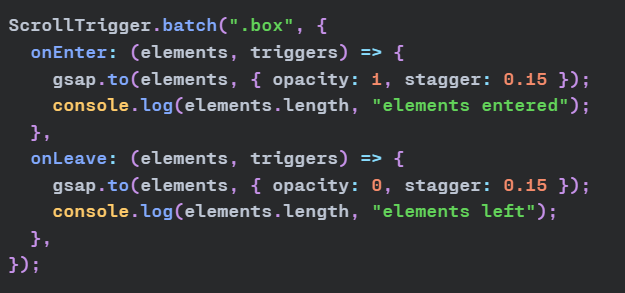 ScrollTrigger.batch(".box", {
  onEnter: (elements, triggers) => {
    gsap.to(elements, { opacity: 1, stagger: 0.15 });
    console.log(elements.length, "elements entered");
  },
  onLeave: (elements, triggers) => {
    gsap.to(elements, { opacity: 0, stagger: 0.15 });
    console.log(elements.length, "elements left");
  },
});